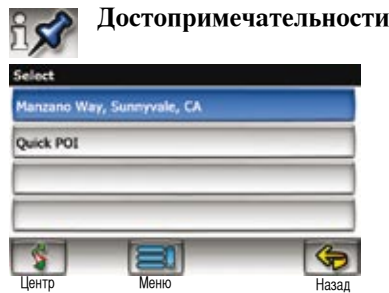 Достопримечательности
Select
Manzano Way, Sunnyvale, CA
Quick POI
Центр Меню Назад